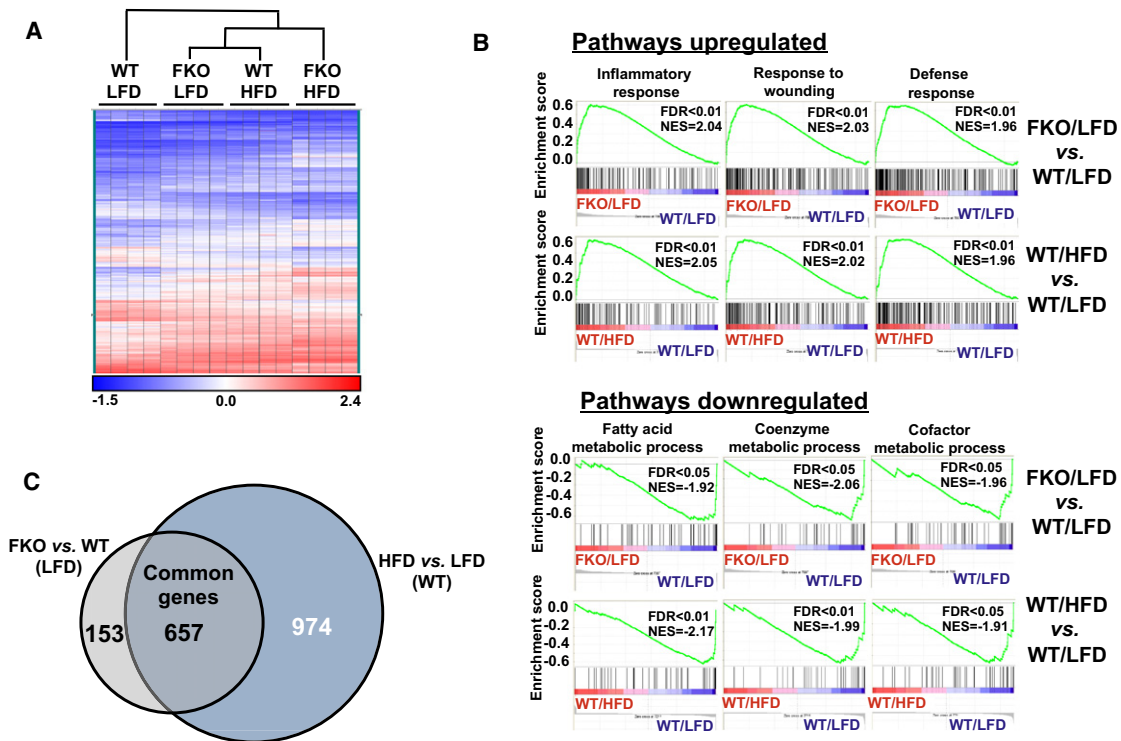 A
WT LFD
FKO LFD
WT HFD
FKO HFD
-1.5 0.0 2.4
B
Pathways upregulated
Inflammatory response
Response to wounding
Defense response
Enrichment score
0.6
0.4
0.2
0.0
FDR<0.01
NES=2.04
FDR<0.01
NES=2.03
FDR<0.01
NES=1.96
FKO/LFD
WT/LFD
FKO/LFD
WT/LFD
FKO/LFD
WT/LFD
FKO/LFD
vs.
WT/LFD
Enrichment score
0.6
0.4
0.2
0.0
FDR<0.01
NES=2.05
FDR<0.01
NES=2.02
FDR<0.01
NES=1.96
WT/HFD
WT/LFD
WT/HFD
WT/LFD
WT/HFD
WT/LFD
WT/HFD
vs.
WT/LFD
Pathways downregulated
Fatty acid metabolic process
Coenzyme metabolic process
Cofactor metabolic process
Enrichment score
0.0
-0.2
-0.4
-0.6
FDR<0.05
NES=-1.92
FDR<0.05
NES=-2.06
FDR<0.05
NES=-1.96
FKO/LFD
WT/LFD
FKO/LFD
WT/LFD
FKO/LFD
WT/LFD
FKO/LFD
vs.
WT/LFD
Enrichment score
0.0
-0.2
-0.4
-0.6
FDR<0.01
NES=-2.17
FDR<0.01
NES=-1.99
FDR<0.05
NES=-1.91
WT/HFD
WT/LFD
WT/HFD
WT/LFD
WT/HFD
WT/LFD
WT/HFD
vs.
WT/LFD
C
FKO vs. WT
(LFD)
Common
genes
HFD vs. LFD
(WT)
153
657
974